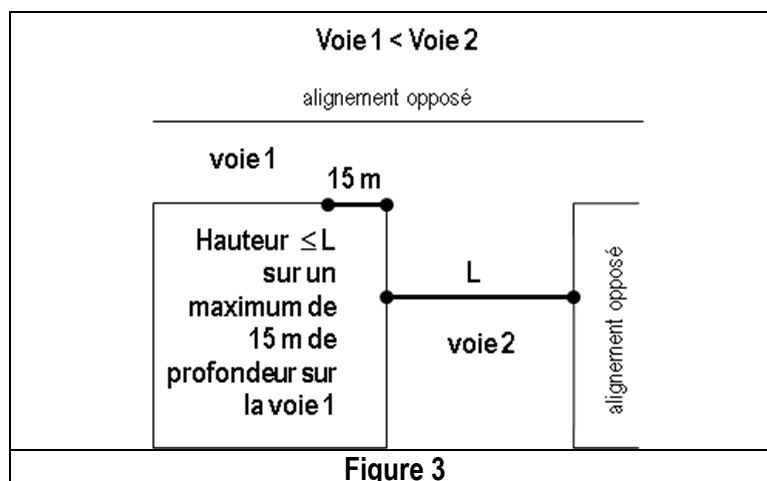 Voie 1 < Voie 2
alignement opposé
voie 1
15 m
Hauteur ≤ L
sur un
maximum de
15 m de
profondeur sur
la voie 1
L
voie 2
alignement opposé
Figure 3